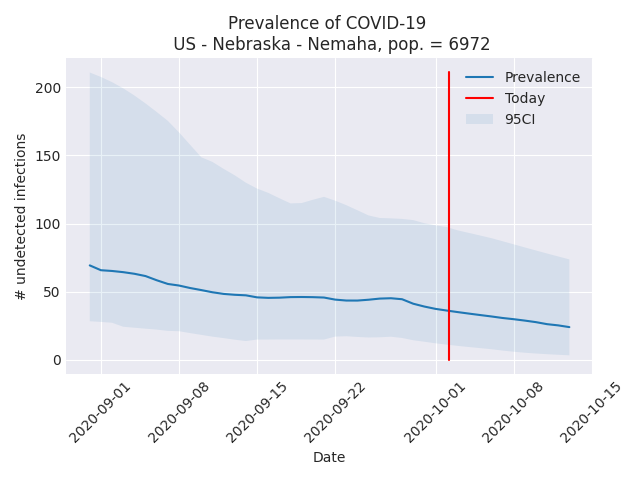 Prevalence of COVID-19
US - Nebraska - Nemaha, pop. = 6972
Prevalence
Today
95CI
200
150
100
50
0
# undetected infections
2020-09-01
2020-09-08
2020-09-15
2020-09-22
2020-10-01
2020-10-08
2020-10-15
Date